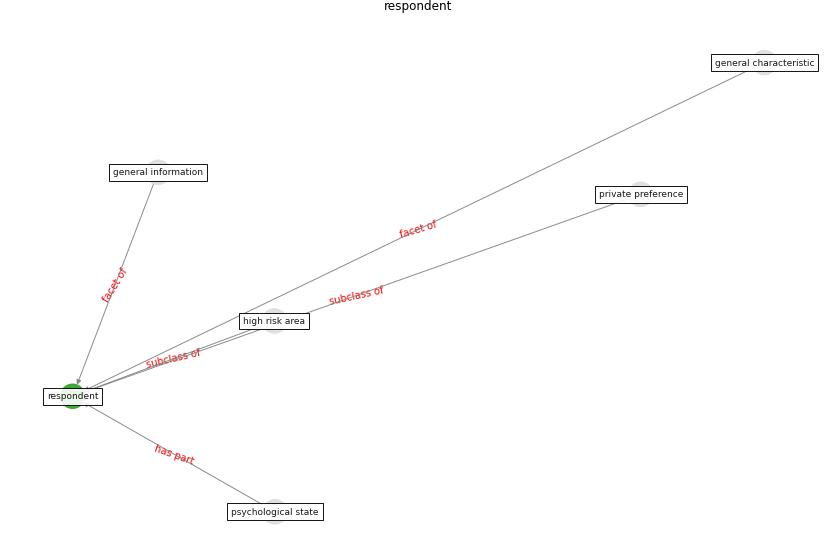 respondent
general characteristic
general information
private preference
facet of
facet of
subclass of
high risk area
subclass of
respondent
has part
psychological state